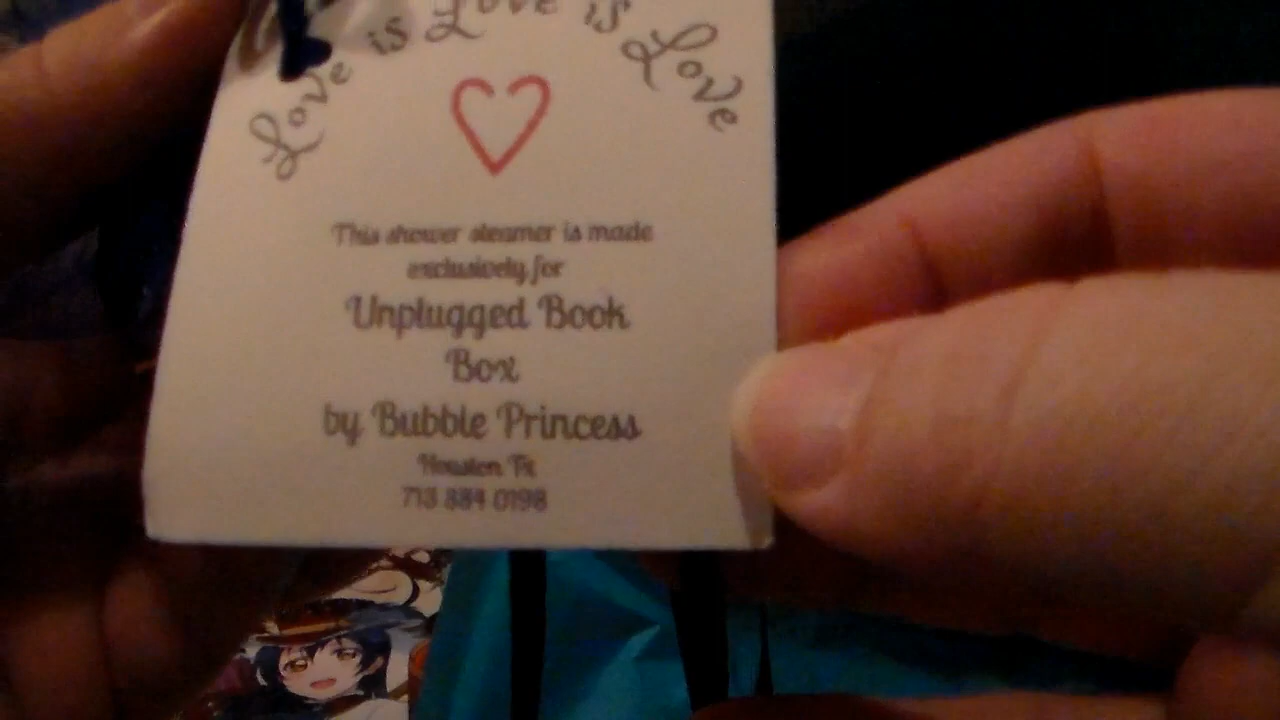 Love is Love is Love
This shower steamer is made
exclusively for
Unplugged Book
Box
by Bubble Princess
Houston Tx
713 884 0198